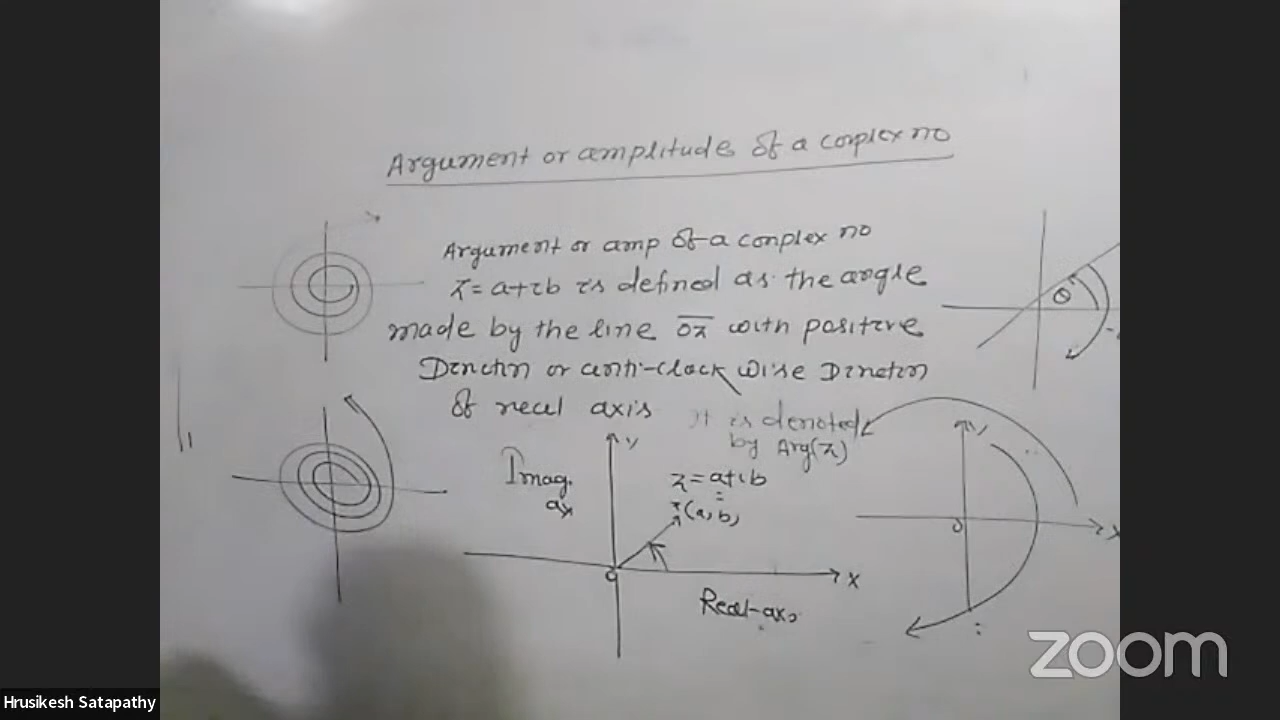 Argument or amplitude of a complex no
Argument or amp of a complex no
z = a+ib is defined as the angle
made by the line oz with positive
Direction or anti-clock wise Direction
of real axis It is denoted
by Arg(z)
Imag.
ax
y
z = a+ib
z(a, b)
o
x
Real-axs
θ
y
o
x
zoom
Hrusikesh Satapathy